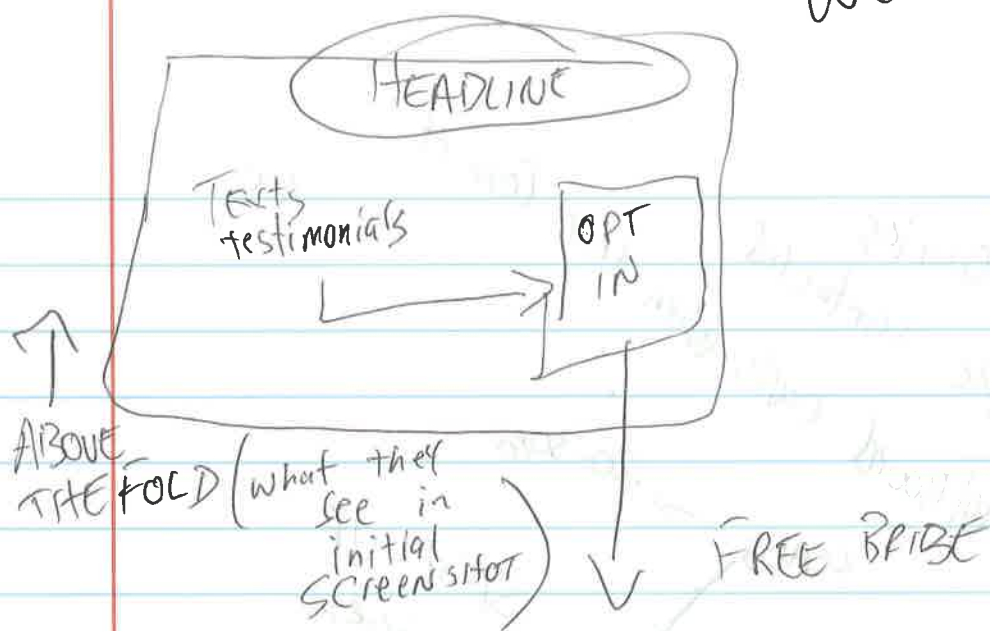 HEADLINE
Texts
testimonials
OPT
IN
ABOVE
THE FOLD (what they
see in
initial
SCREENSHOT)
FREE BRIBE